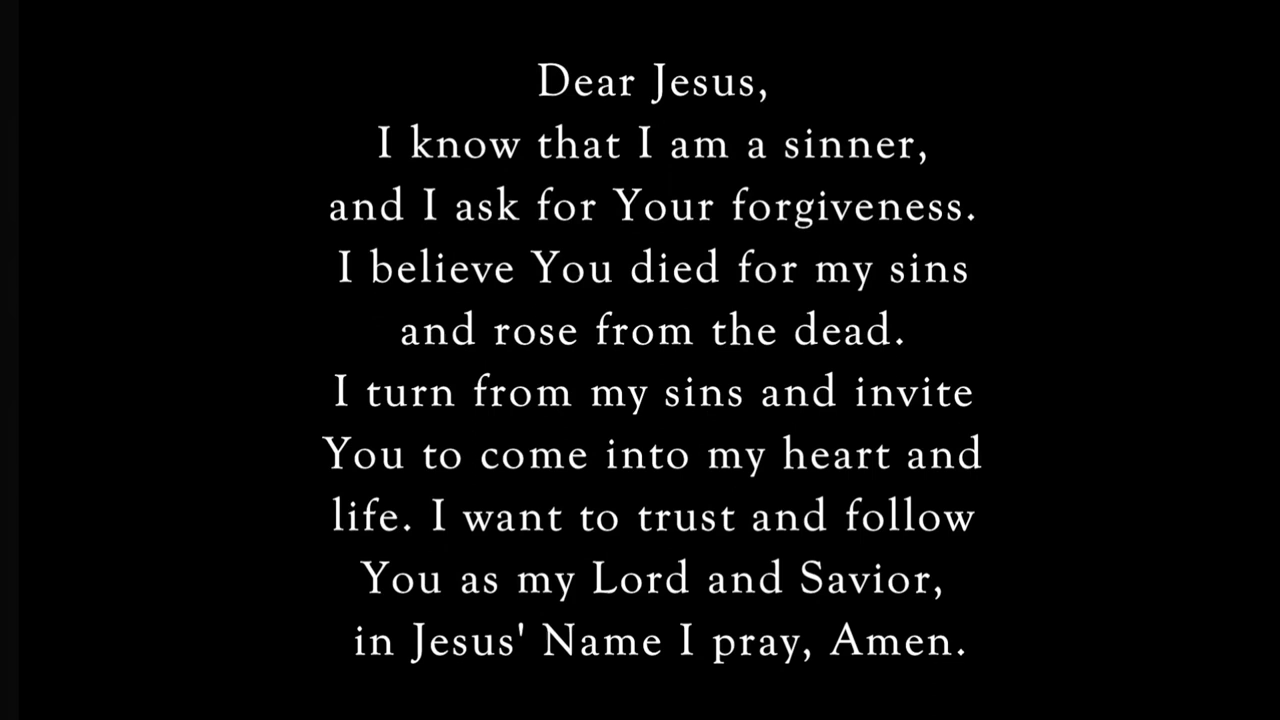 Dear Jesus,
I know that I am a sinner,
and I ask for Your forgiveness.
I believe You died for my sins
and rose from the dead.
I turn from my sins and invite
You to come into my heart and
life. I want to trust and follow
You as my Lord and Savior,
in Jesus' Name I pray, Amen.